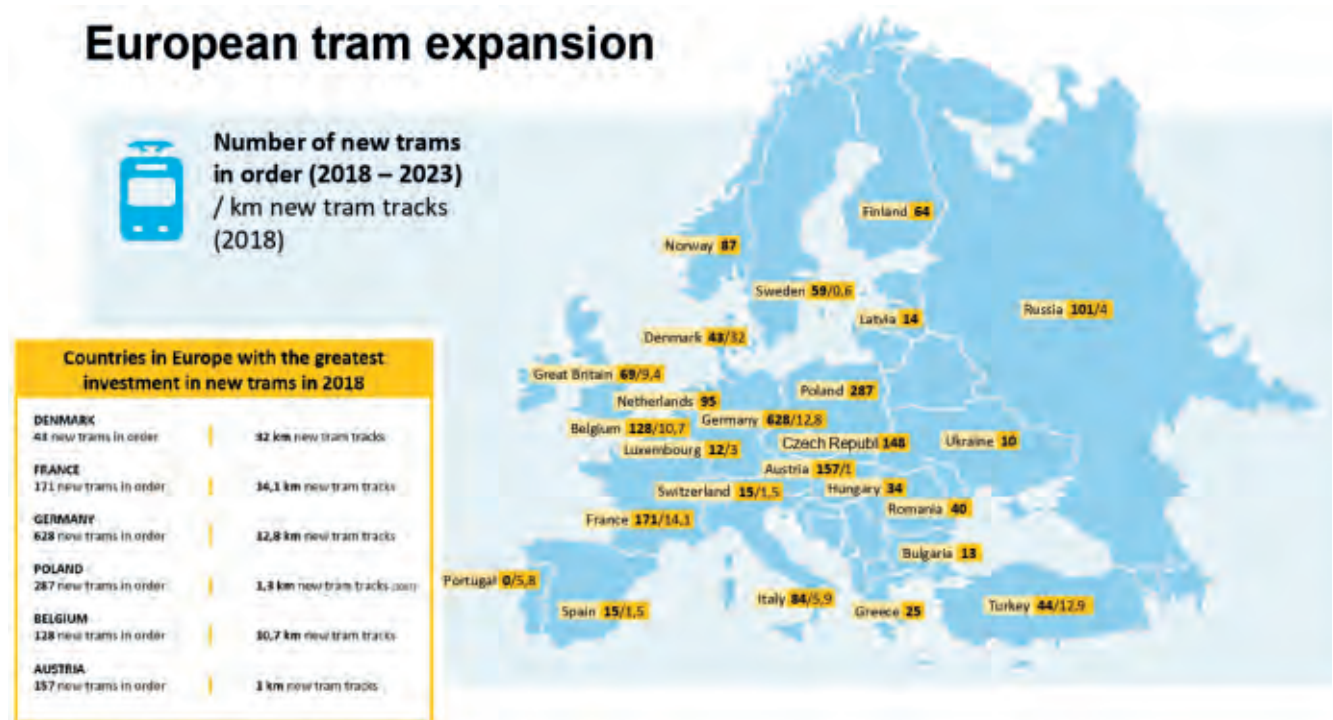 European tram expansion
Number of new trams
in order (2018 – 2023)
/ km new tram tracks
(2018)
Finland 64
Norway 87
Sweden 59/0,6
Russia 101/4
Latvia 14
Denmark 43/32
Great Britain 69/9,4
Poland 287
Netherlands 95
Germany 628/12,8
Belgium 128/10,7
Czech Republ 148
Ukraine 10
Luxembourg 12/3
Austria 157/1
Switzerland 15/1,5
Hungary 34
Romania 40
France 171/14,1
Bulgaria 13
Portugal 0/5,8
Spain 15/1,5
Italy 84/5,9
Greece 25
Turkey 44/12,9
Countries in Europe with the greatest
investment in new trams in 2018
DENMARK
43 new trams in order | 32 km new tram tracks
FRANCE
171 new trams in order | 14,1 km new tram tracks
GERMANY
628 new trams in order | 12,8 km new tram tracks
POLAND
287 new trams in order | 1,3 km new tram tracks
BELGIUM
128 new trams in order | 10,7 km new tram tracks
AUSTRIA
157 new trams in order | 1 km new tram tracks